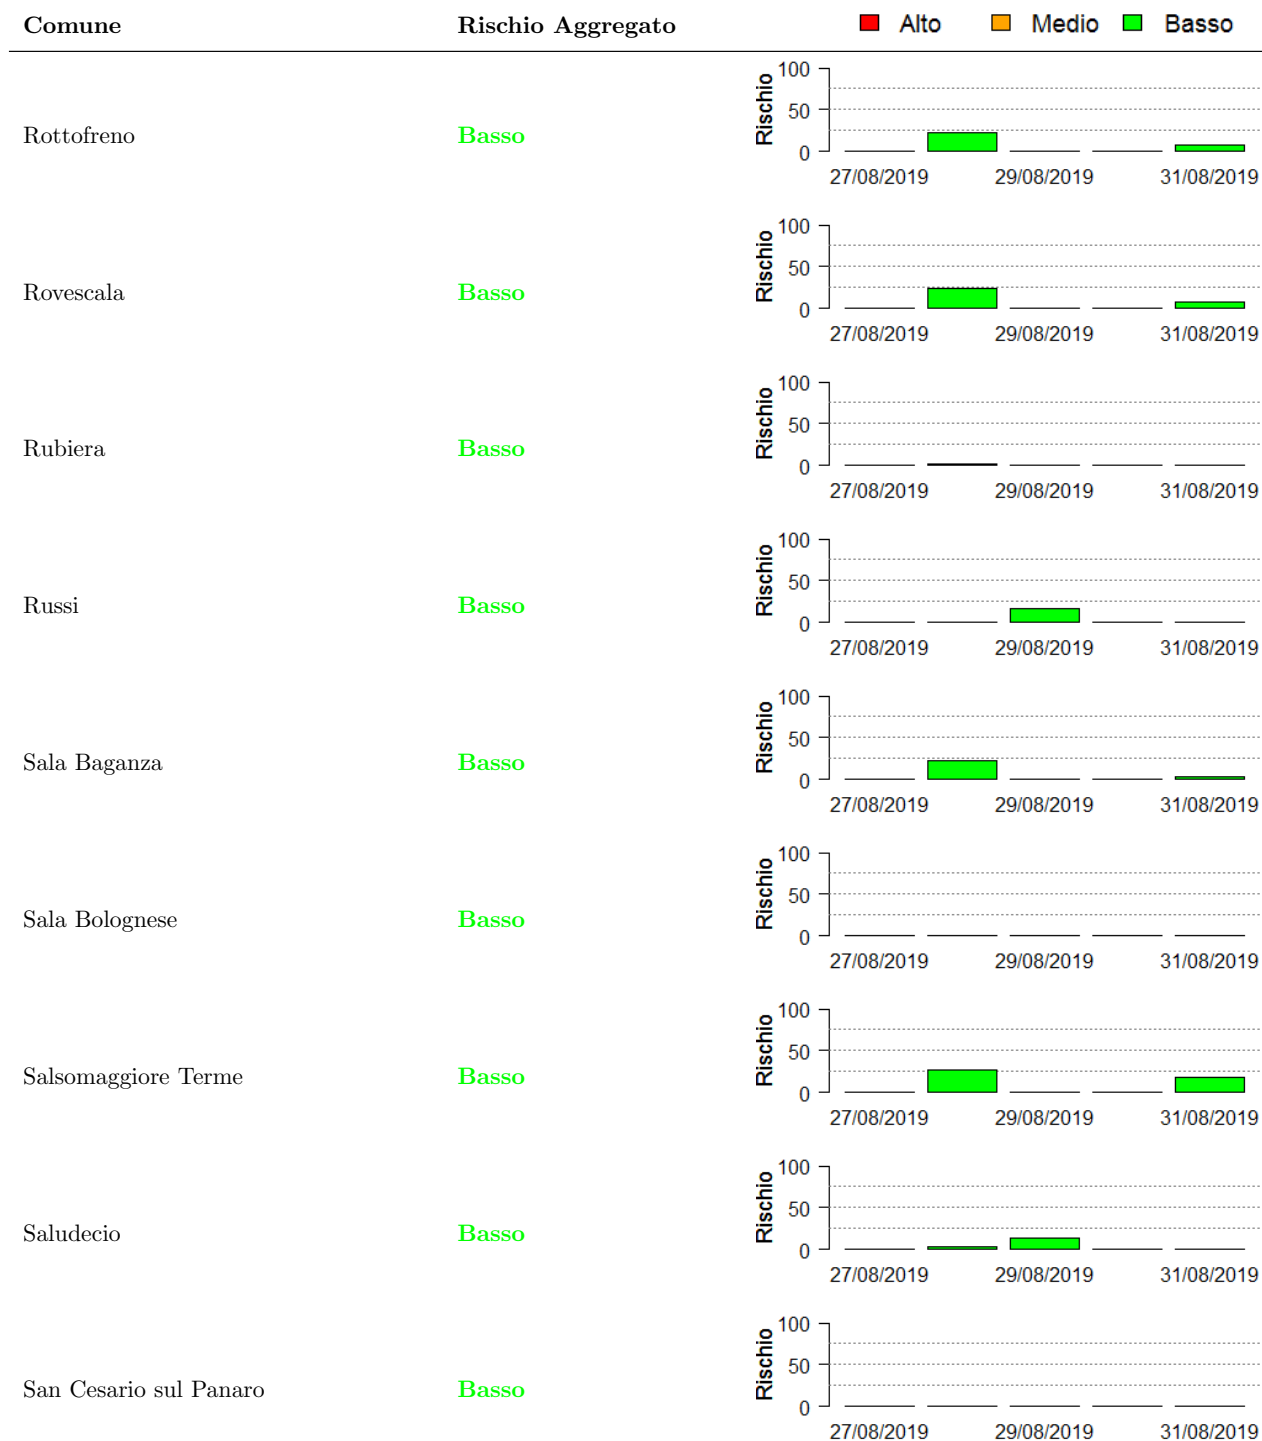 Comune Rischio Aggregato Alto Medio Basso
Rottofreno Basso
Rischio
100
50
0
27/08/2019 29/08/2019 31/08/2019
Rovescala Basso
Rischio
100
50
0
27/08/2019 29/08/2019 31/08/2019
Rubiera Basso
Rischio
100
50
0
27/08/2019 29/08/2019 31/08/2019
Russi Basso
Rischio
100
50
0
27/08/2019 29/08/2019 31/08/2019
Sala Baganza Basso
Rischio
100
50
0
27/08/2019 29/08/2019 31/08/2019
Sala Bolognese Basso
Rischio
100
50
0
27/08/2019 29/08/2019 31/08/2019
Salsomaggiore Terme Basso
Rischio
100
50
0
27/08/2019 29/08/2019 31/08/2019
Saludecio Basso
Rischio
100
50
0
27/08/2019 29/08/2019 31/08/2019
San Cesario sul Panaro Basso
Rischio
100
50
0
27/08/2019 29/08/2019 31/08/2019